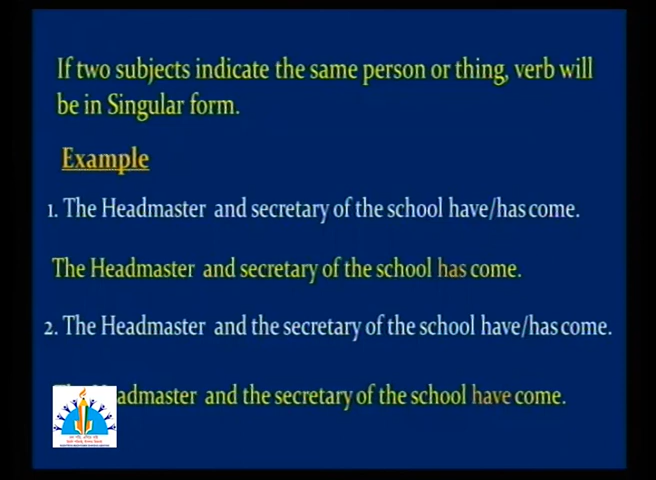 If two subjects indicate the same person or thing, verb will
be in Singular form.
Example
1. The Headmaster and secretary of the school have/has come.
The Headmaster and secretary of the school has come.
2. The Headmaster and the secretary of the school have/has come.
admaster and the secretary of the school have come.